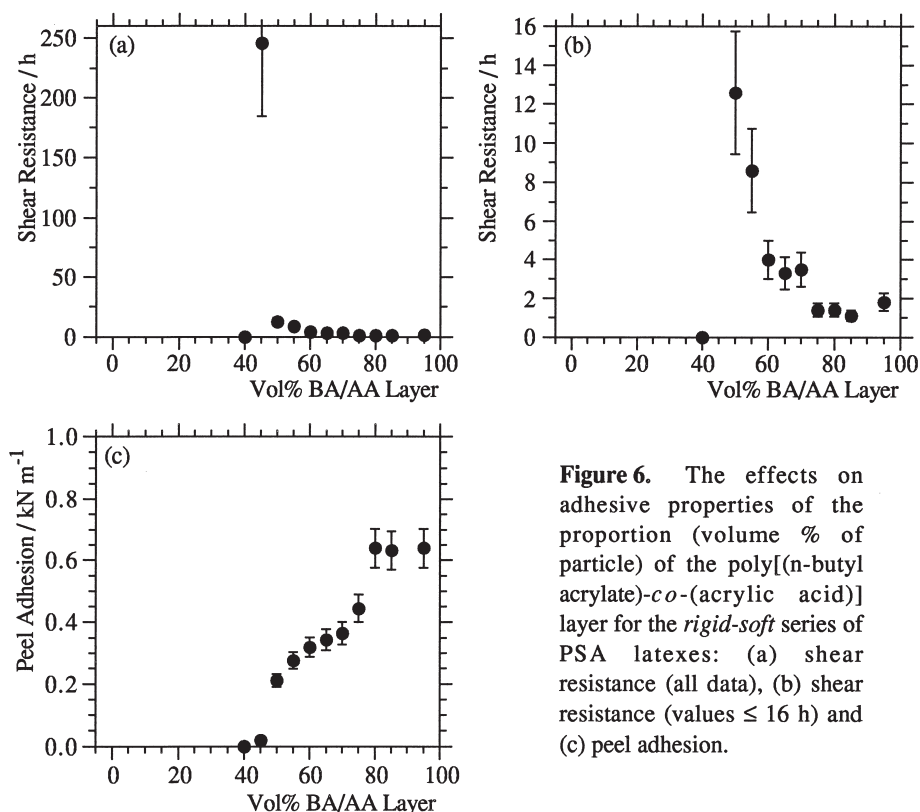 (a)
Shear Resistance / h
250
200
150
100
50
0
0 20 40 60 80 100
Vol% BA/AA Layer
(b)
Shear Resistance / h
16
14
12
10
8
6
4
2
0
0 20 40 60 80 100
Vol% BA/AA Layer
(c)
Peel Adhesion / kN m-1
1.0
0.8
0.6
0.4
0.2
0.0
0 20 40 60 80 100
Vol% BA/AA Layer
Figure 6. The effects on
adhesive properties of the
proportion (volume % of
particle) of the poly[(n-butyl
acrylate)-co-(acrylic acid)]
layer for the rigid-soft series of
PSA latexes: (a) shear
resistance (all data), (b) shear
resistance (values ≤ 16 h) and
(c) peel adhesion.